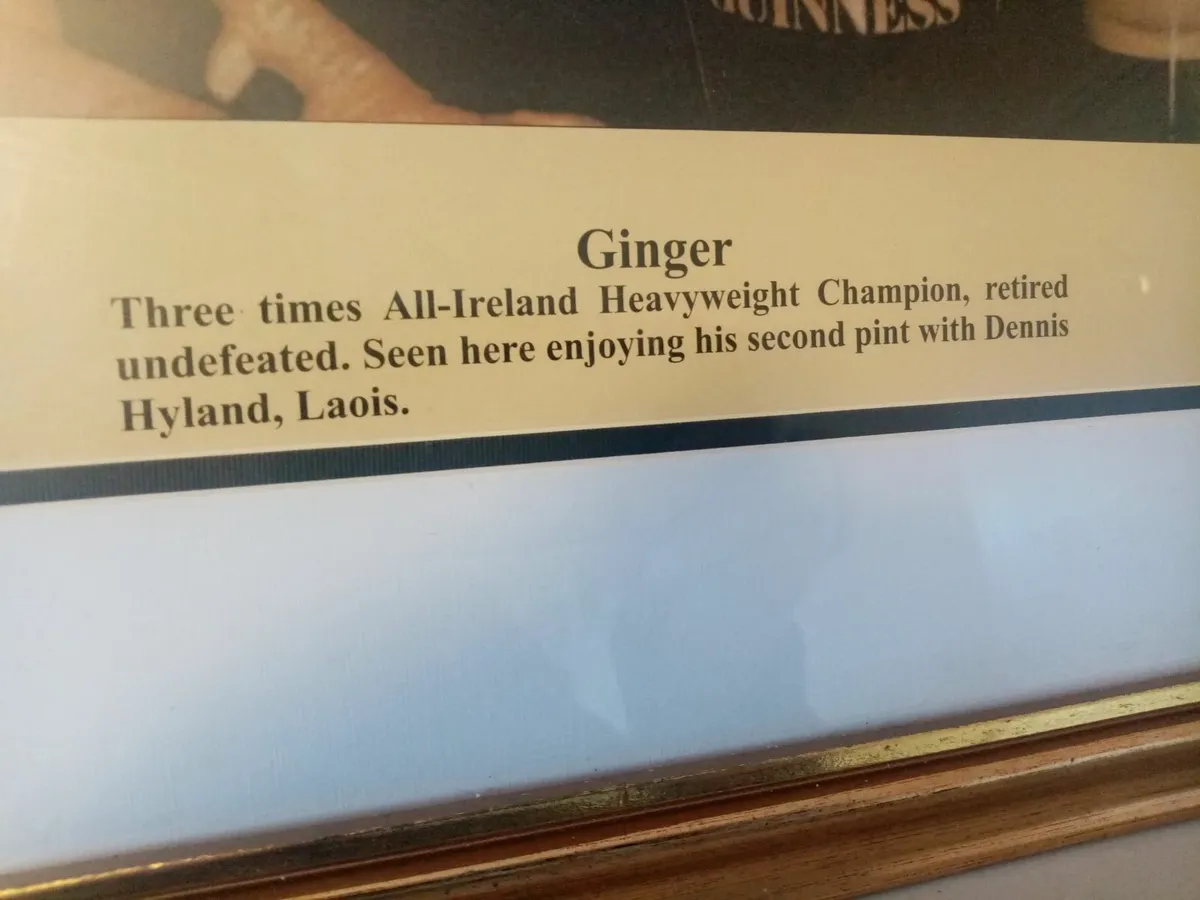 GUINNESS
Ginger
Three times All-Ireland Heavyweight Champion, retired
undefeated. Seen here enjoying his second pint with Dennis
Hyland, Laois.